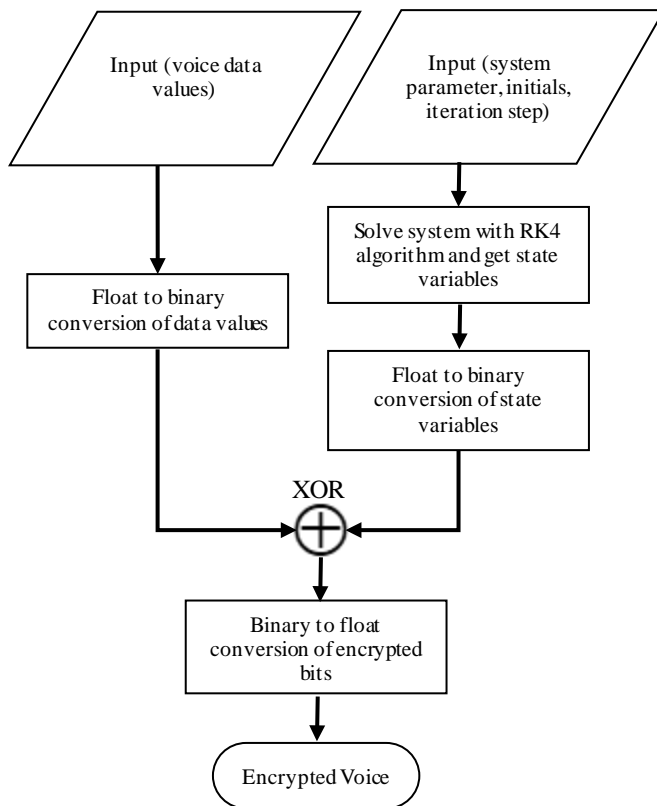 Input (voice data
values)
Input (system
parameter, initials,
iteration step)
Solve system with RK4
algorithm and get state
variables
Float to binary
conversion of data values
Float to binary
conversion of state
variables
XOR
Binary to float
conversion of encrypted
bits
Encrypted Voice